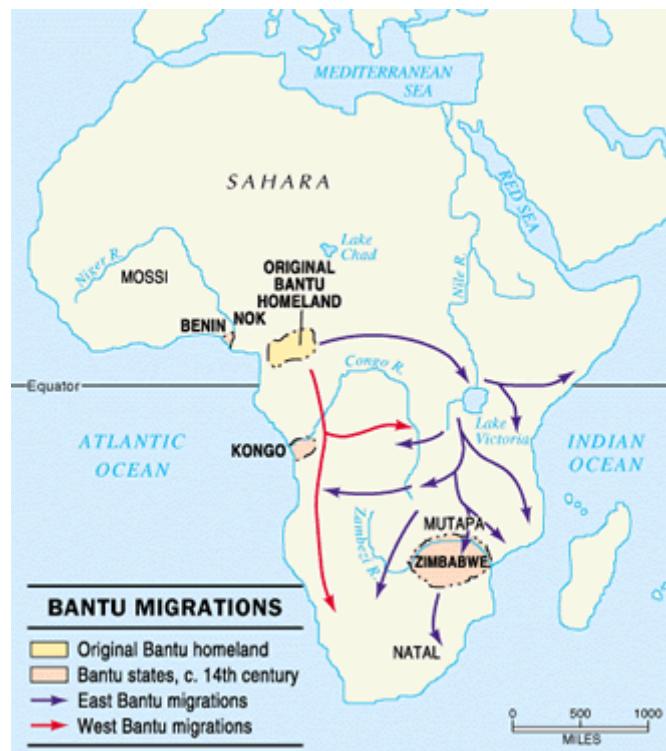 MEDITERRANEAN
SEA
SAHARA
RED SEA
Lake
Chad
Nile R.
Niger R.
MOSSI
ORIGINAL
BANTU
HOMELAND
NOK
BENIN
Congo R.
Equator
Lake
Victoria
ATLANTIC
OCEAN
KONGO
INDIAN
OCEAN
Zambezi R.
MUTAPA
ZIMBABWE
NATAL
BANTU MIGRATIONS
Original Bantu homeland
Bantu states, c. 14th century
East Bantu migrations
West Bantu migrations
0 500 1000
MILES